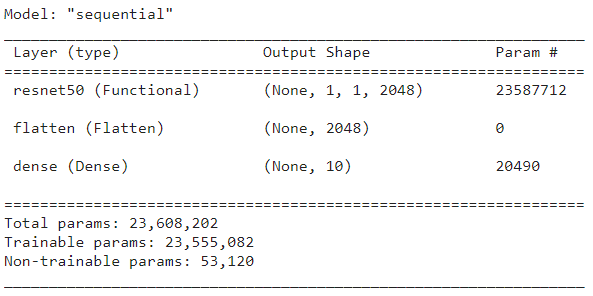 Model: "sequential"
_________________________________________________________________
Layer (type) Output Shape Param #
=================================================================
resnet50 (Functional) (None, 1, 1, 2048) 23587712
flatten (Flatten) (None, 2048) 0
dense (Dense) (None, 10) 20490
=================================================================
Total params: 23,608,202
Trainable params: 23,555,082
Non-trainable params: 53,120
_________________________________________________________________